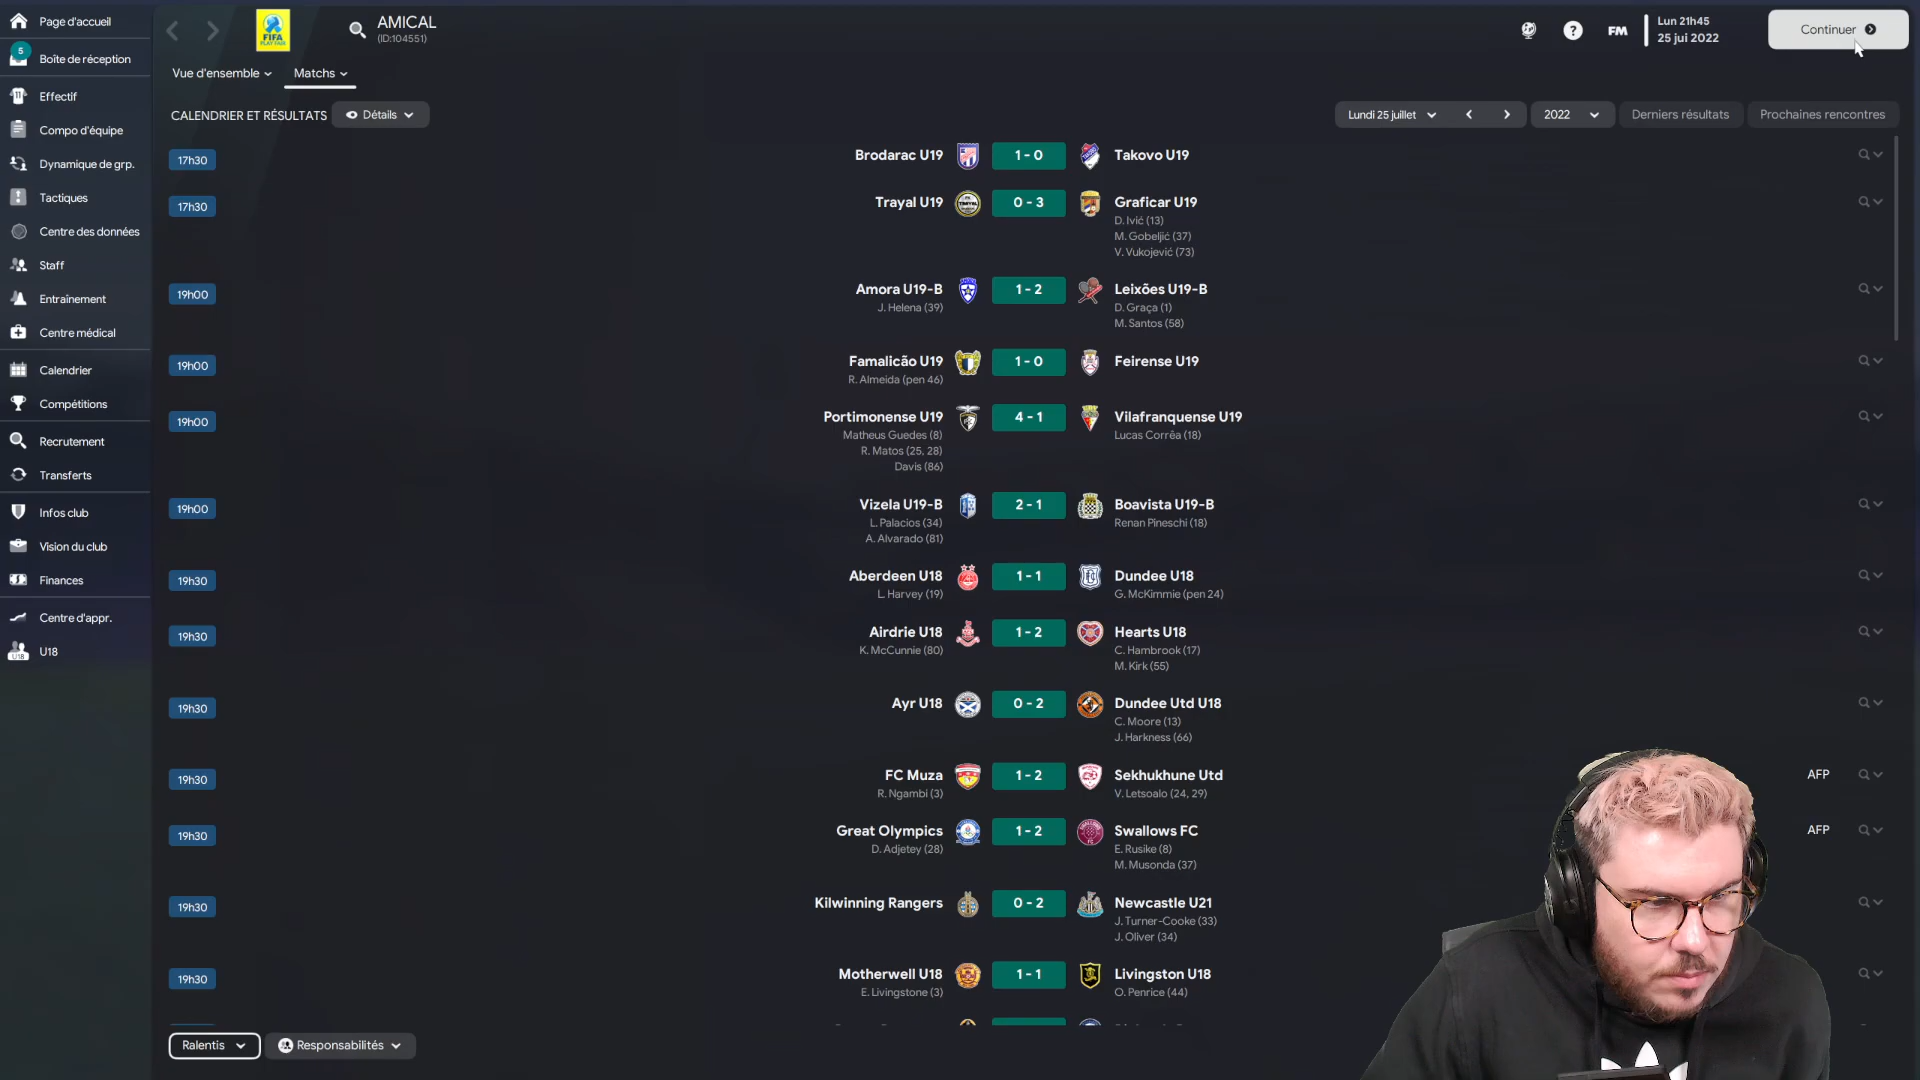 Page d'accueil
AMICAL
(ID:104551)
FIFA
FM
Lun 21h45
25 jui 2022
Continuer
5
Boîte de réception
Vue d'ensemble
Matchs
Effectif
CALENDRIER ET RÉSULTATS
Détails
Lundi 25 juillet
2022
Derniers résultats
Prochaines rencontres
Compo d'équipe
Dynamique de grp.
Tactiques
Centre des données
Staff
Entraînement
Centre médical
Calendrier
Compétitions
Recrutement
Transferts
Infos club
Vision du club
Finances
Centre d'appr.
U18
17h30 Brodarac U19 1 - 0 Takovo U19
17h30 Trayal U19 0 - 3 Graficar U19
D. Ivić (13)
M. Gobeljić (37)
V. Vukojević (73)
19h00 Amora U19-B 1 - 2 Leixões U19-B
J. Helena (39) D. Graça (1)
M. Santos (58)
19h00 Famalicão U19 1 - 0 Feirense U19
R. Almeida (pen 46)
19h00 Portimonense U19 4 - 1 Vilafranquense U19
Matheus Guedes (8) Lucas Corrêa (18)
R. Matos (25, 28)
Davis (86)
19h00 Vizela U19-B 2 - 1 Boavista U19-B
L. Palacios (34) Renan Pineschi (18)
A. Alvarado (81)
19h30 Aberdeen U18 1 - 1 Dundee U18
L. Harvey (19) G. McKimmie (pen 24)
19h30 Airdrie U18 1 - 2 Hearts U18
K. McCunnie (80) C. Hambrook (17)
M. Kirk (55)
19h30 Ayr U18 0 - 2 Dundee Utd U18
C. Moore (13)
J. Harkness (66)
19h30 FC Muza 1 - 2 Sekhukhune Utd AFP
R. Ngambi (3) V. Letsoalo (24, 29)
19h30 Great Olympics 1 - 2 Swallows FC AFP
D. Adjetey (28) E. Rusike (8)
M. Musonda (37)
19h30 Kilwinning Rangers 0 - 2 Newcastle U21
J. Turner-Cooke (33)
J. Oliver (34)
19h30 Motherwell U18 1 - 1 Livingston U18
E. Livingstone (3) O. Penrice (44)
Ralentis
Responsabilités